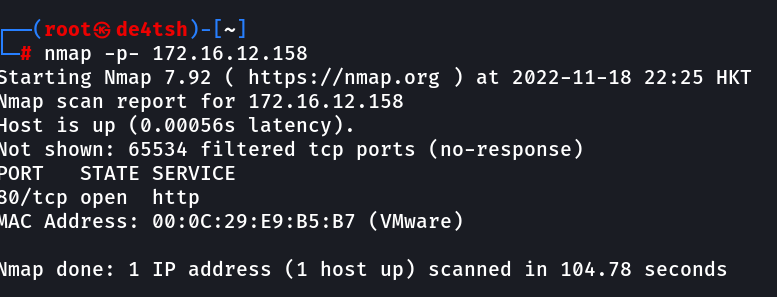 ┌──(root㉿de4tsh)-[~]
└─# nmap -p- 172.16.12.158
Starting Nmap 7.92 ( https://nmap.org ) at 2022-11-18 22:25 HKT
Nmap scan report for 172.16.12.158
Host is up (0.00056s latency).
Not shown: 65534 filtered tcp ports (no-response)
PORT   STATE SERVICE
80/tcp open  http
MAC Address: 00:0C:29:E9:B5:B7 (VMware)
Nmap done: 1 IP address (1 host up) scanned in 104.78 seconds